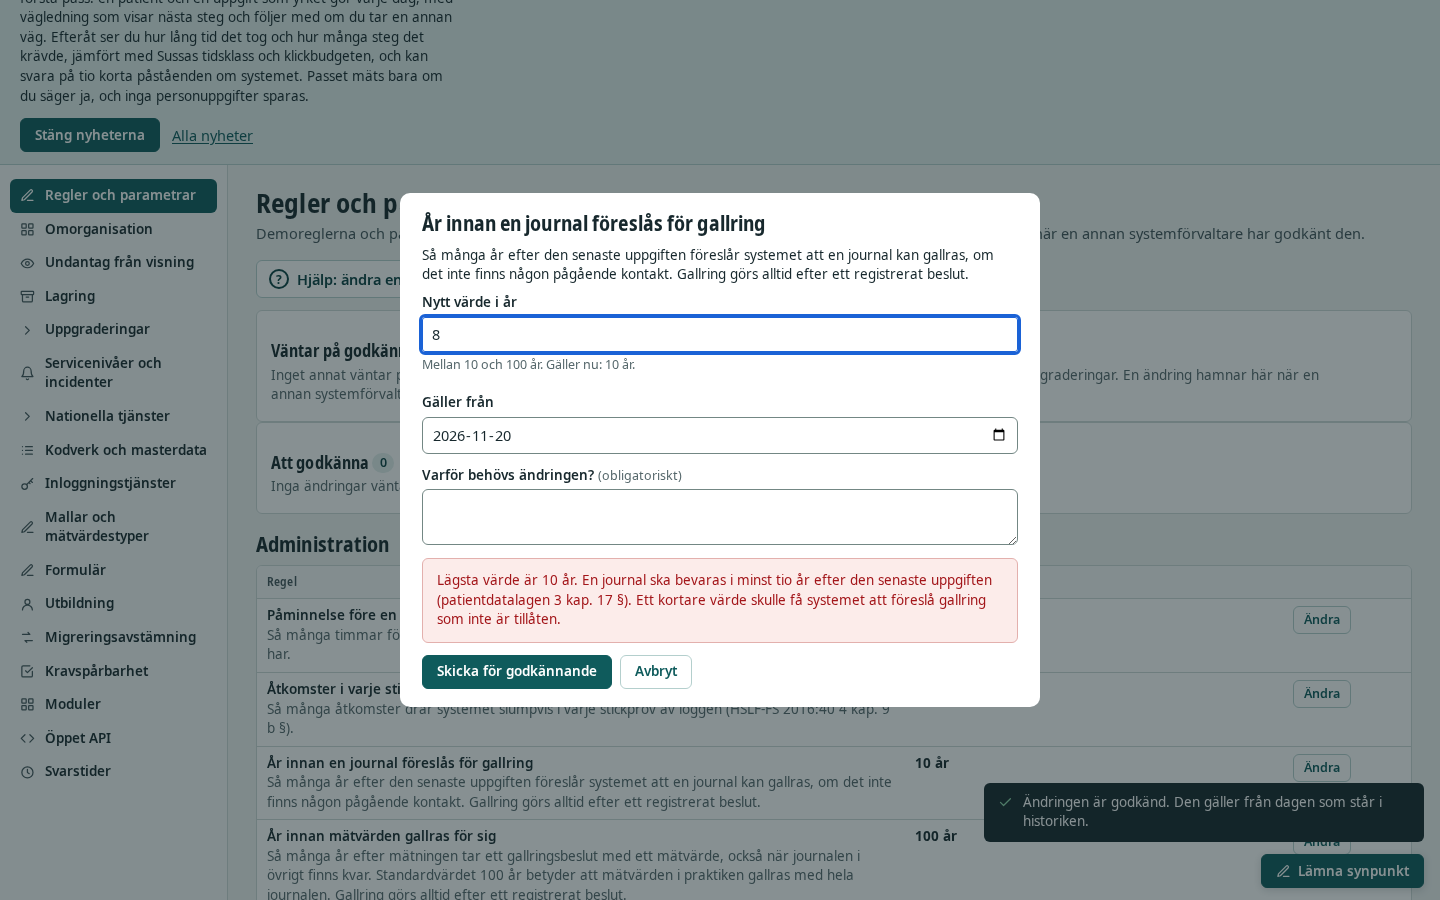 första pass: en patient och en uppgift som yrket gör varje dag, med
vägledning som visar nästa steg och följer med om du tar en annan
väg. Efteråt ser du hur lång tid det tog och hur många steg det
krävde, jämfört med Sussas tidsklass och klickbudgeten, och kan
svara på tio korta påståenden om systemet. Passet mäts bara om
du säger ja, och inga personuppgifter sparas.
Stäng nyheterna
Alla nyheter
Regler och parametrar
Omorganisation
Undantag från visning
Lagring
Uppgraderingar
Servicenivåer och
incidenter
Nationella tjänster
Kodverk och masterdata
Inloggningstjänster
Mallar och
mätvärdestyper
Formulär
Utbildning
Migreringsavstämning
Kravspårbarhet
Moduler
Öppet API
Svarstider
Regler och p
Demoreglerna och pa
när en annan systemförvaltare har godkänt den.
? Hjälp: ändra en
Väntar på godkänn
Inget annat väntar p
graderingar. En ändring hamnar här när en
annan systemförvalt
Att godkänna 0
Inga ändringar vänt
Administration
Regel
Påminnelse före en
Så många timmar fö
har.
Ändra
Åtkomster i varje sti
Så många åtkomster drar systemet slumpvis i varje stickprov av loggen (HSLF-FS 2016:40 4 kap. 9
b §).
Ändra
År innan en journal föreslås för gallring
Så många år efter den senaste uppgiften föreslår systemet att en journal kan gallras, om det inte
finns någon pågående kontakt. Gallring görs alltid efter ett registrerat beslut.
10 år
Ändra
År innan mätvärden gallras för sig
Så många år efter mätningen tar ett gallringsbeslut med ett mätvärde, också när journalen i
övrigt finns kvar. Standardvärdet 100 år betyder att mätvärden i praktiken gallras med hela
journalen. Gallring görs alltid efter ett registrerat beslut.
100 år
Ändra
År innan en journal föreslås för gallring
Så många år efter den senaste uppgiften föreslår systemet att en journal kan gallras, om
det inte finns någon pågående kontakt. Gallring görs alltid efter ett registrerat beslut.
Nytt värde i år
8
Mellan 10 och 100 år. Gäller nu: 10 år.
Gäller från
2026-11-20
Varför behövs ändringen? (obligatoriskt)
Lägsta värde är 10 år. En journal ska bevaras i minst tio år efter den senaste uppgiften
(patientdatalagen 3 kap. 17 §). Ett kortare värde skulle få systemet att föreslå gallring
som inte är tillåten.
Skicka för godkännande
Avbryt
Ändringen är godkänd. Den gäller från dagen som står i
historiken.
Lämna synpunkt